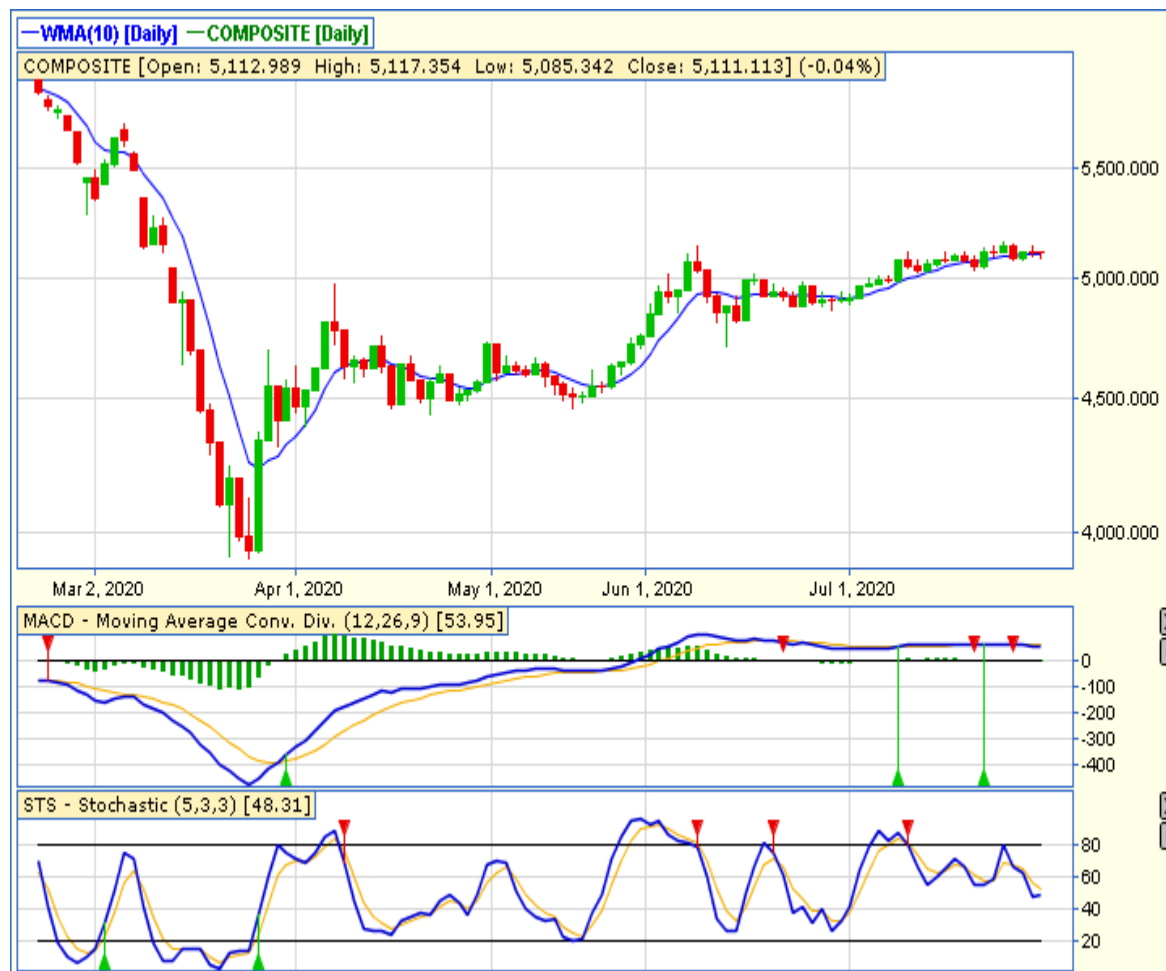 WMA(10) [Daily] COMPOSITE [Daily]
COMPOSITE [Open: 5,112.989 High: 5,117.354 Low: 5,085.342 Close: 5,111.113] (-0.04%)
5,500.000
5,000.000
4,500.000
4,000.000
Mar 2, 2020 Apr 1, 2020 May 1, 2020 Jun 1, 2020 Jul 1, 2020
MACD - Moving Average Conv. Div. (12,26,9) [53.95]
0
-100
-200
-300
-400
STS - Stochastic (5,3,3) [48.31]
80
60
40
20